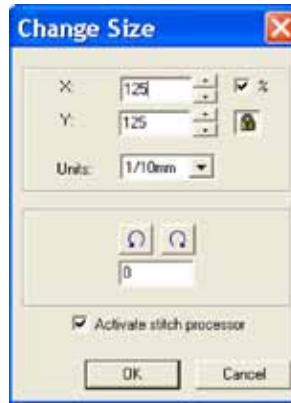 Change Size
X: 125 %
Y: 125
Units: 1/10mm
0
Activate stitch processor
OK Cancel